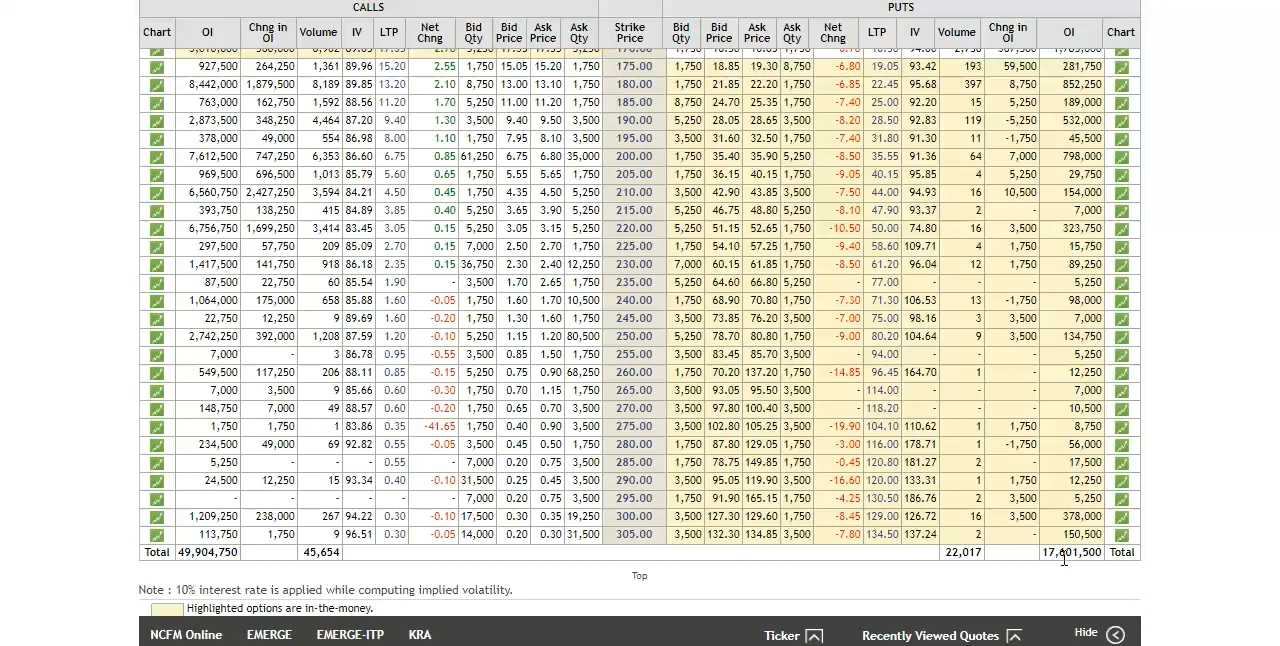 CALLS PUTS
Chart OI Chng in OI Volume IV LTP Net Chng Bid Qty Bid Price Ask Price Ask Qty Strike Price Bid Qty Bid Price Ask Price Ask Qty Net Chng LTP IV Volume Chng in OI OI Chart
927,500 264,250 1,361 89.96 15.20 2.55 1,750 15.05 15.20 1,750 175.00 1,750 18.85 19.30 8,750 -6.80 19.05 93.42 193 59,500 281,750
8,442,000 1,879,500 8,189 89.85 13.20 2.10 8,750 13.00 13.10 1,750 180.00 1,750 21.85 22.20 1,750 -6.85 22.45 95.68 397 8,750 852,250
763,000 162,750 1,592 88.56 11.20 1.70 5,250 11.00 11.20 1,750 185.00 8,750 24.70 25.35 1,750 -7.40 25.00 92.20 15 5,250 189,000
2,873,500 348,250 4,464 87.20 9.40 1.30 3,500 9.40 9.50 3,500 190.00 5,250 28.05 28.65 3,500 -8.20 28.50 92.83 119 -5,250 532,000
378,000 49,000 554 86.98 8.00 1.10 1,750 7.95 8.10 3,500 195.00 3,500 31.60 32.50 1,750 -7.40 31.80 91.30 11 -1,750 45,500
7,612,500 747,250 6,353 86.60 6.75 0.85 61,250 6.75 6.80 35,000 200.00 1,750 35.40 35.90 5,250 -8.50 35.55 91.36 64 7,000 798,000
969,500 696,500 1,013 85.79 5.60 0.65 1,750 5.55 5.65 1,750 205.00 1,750 36.15 40.15 1,750 -9.05 40.15 95.85 4 5,250 29,750
6,560,750 2,427,250 3,594 84.21 4.50 0.45 1,750 4.35 4.50 5,250 210.00 3,500 42.90 43.85 3,500 -7.50 44.00 94.93 16 10,500 154,000
393,750 138,250 415 84.89 3.85 0.40 5,250 3.65 3.90 5,250 215.00 5,250 46.75 48.80 5,250 -8.10 47.90 93.37 2 - 7,000
6,756,750 1,699,250 3,414 83.45 3.05 0.15 5,250 3.05 3.15 5,250 220.00 5,250 51.15 52.65 1,750 -10.50 50.00 74.80 16 3,500 323,750
297,500 57,750 209 85.09 2.70 0.15 7,000 2.50 2.70 1,750 225.00 1,750 54.10 57.25 1,750 -9.40 58.60 109.71 4 1,750 15,750
1,417,500 141,750 918 86.18 2.35 0.15 36,750 2.30 2.40 12,250 230.00 7,000 60.15 61.85 1,750 -8.50 61.20 96.04 12 1,750 89,250
87,500 22,750 60 85.54 1.90 - 3,500 1.70 2.65 1,750 235.00 5,250 64.60 66.80 5,250 - 77.00 - - - 5,250
1,064,000 175,000 658 85.88 1.60 -0.05 1,750 1.60 1.70 10,500 240.00 1,750 68.90 70.80 1,750 -7.30 71.30 106.53 13 -1,750 98,000
22,750 12,250 9 89.69 1.60 -0.20 1,750 1.30 1.60 1,750 245.00 3,500 73.85 76.20 3,500 -7.00 75.00 98.16 3 3,500 7,000
2,742,250 392,000 1,208 87.59 1.20 -0.10 5,250 1.15 1.20 80,500 250.00 5,250 78.70 80.80 1,750 -9.00 80.20 104.64 9 3,500 134,750
7,000 - 3 86.78 0.95 -0.55 3,500 0.85 1.50 1,750 255.00 3,500 83.45 85.70 3,500 - 94.00 - - - 5,250
549,500 117,250 206 88.11 0.85 -0.15 5,250 0.75 0.90 68,250 260.00 1,750 70.20 137.20 1,750 -14.85 96.45 164.70 1 - 12,250
7,000 3,500 9 85.66 0.60 -0.30 1,750 0.70 1.15 1,750 265.00 3,500 93.05 95.50 3,500 - 114.00 - - - 7,000
148,750 7,000 49 88.57 0.60 -0.20 1,750 0.65 0.70 3,500 270.00 3,500 97.80 100.40 3,500 - 118.20 - - - 10,500
1,750 1,750 1 83.86 0.35 -41.65 1,750 0.40 0.90 3,500 275.00 3,500 102.80 105.25 3,500 -19.90 104.10 110.62 1 1,750 8,750
234,500 49,000 69 92.82 0.55 -0.05 3,500 0.45 0.50 1,750 280.00 1,750 87.80 129.05 1,750 -3.00 116.00 178.71 1 -1,750 56,000
5,250 - - - 0.55 - 7,000 0.20 0.75 3,500 285.00 1,750 78.75 149.85 1,750 -0.45 120.80 181.27 2 - 17,500
24,500 12,250 15 93.34 0.40 -0.10 31,500 0.25 0.45 3,500 290.00 3,500 95.05 119.90 3,500 -16.60 120.00 133.31 1 1,750 12,250
- - - - - - 7,000 0.20 0.75 3,500 295.00 1,750 91.90 165.15 1,750 -4.25 130.50 186.76 2 3,500 5,250
1,209,250 238,000 267 94.22 0.30 -0.10 17,500 0.30 0.35 19,250 300.00 3,500 127.30 129.60 1,750 -8.45 129.00 126.72 16 3,500 378,000
113,750 1,750 9 96.51 0.30 -0.05 14,000 0.20 0.30 31,500 305.00 3,500 132.30 134.85 1,750 -7.80 134.50 137.24 2 - 150,500
Total 49,904,750 45,654 22,017 17,601,500 Total
Top
Note : 10% interest rate is applied while computing implied volatility.
Highlighted options are in-the-money.
NCFM Online EMERGE EMERGE-ITP KRA Ticker Recently Viewed Quotes Hide